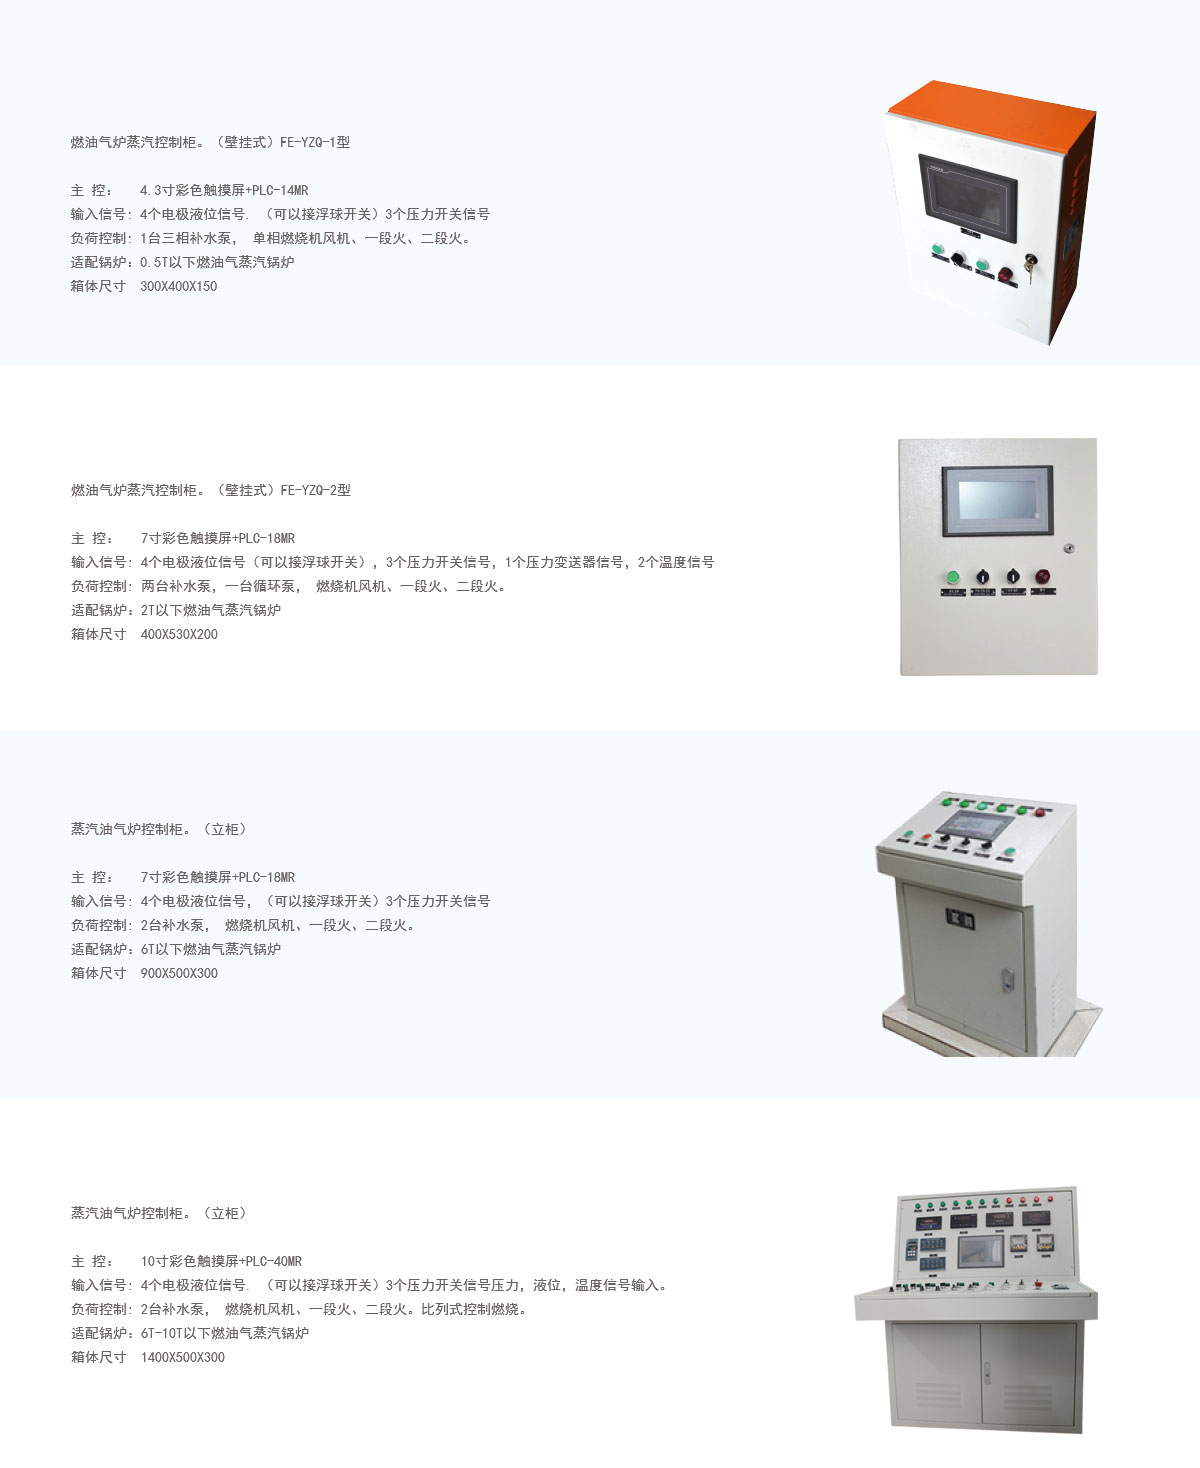 燃油气炉蒸汽控制柜。（壁挂式）FE-YZQ-1型
主 控： 4.3寸彩色触摸屏+PLC-14MR
输入信号: 4个电极液位信号. （可以接浮球开关）3个压力开关信号
负荷控制: 1台三相补水泵， 单相燃烧机风机、一段火、二段火。
适配锅炉：0.5T以下燃油气蒸汽锅炉
箱体尺寸 300X400X150
燃油气炉蒸汽控制柜。（壁挂式）FE-YZQ-2型
主 控： 7寸彩色触摸屏+PLC-18MR
输入信号: 4个电极液位信号（可以接浮球开关），3个压力开关信号，1个压力变送器信号，2个温度信号
负荷控制: 两台补水泵，一台循环泵， 燃烧机风机、一段火、二段火。
适配锅炉：2T以下燃油气蒸汽锅炉
箱体尺寸 400X530X200
蒸汽油气炉控制柜。（立柜）
主 控： 7寸彩色触摸屏+PLC-18MR
输入信号: 4个电极液位信号，（可以接浮球开关）3个压力开关信号
负荷控制: 2台补水泵， 燃烧机风机、一段火、二段火。
适配锅炉：6T以下燃油气蒸汽锅炉
箱体尺寸 900X500X300
蒸汽油气炉控制柜。（立柜）
主 控： 10寸彩色触摸屏+PLC-40MR
输入信号: 4个电极液位信号. （可以接浮球开关）3个压力开关信号压力，液位，温度信号输入。
负荷控制: 2台补水泵， 燃烧机风机、一段火、二段火。比列式控制燃烧。
适配锅炉：6T-10T以下燃油气蒸汽锅炉
箱体尺寸 1400X500X300